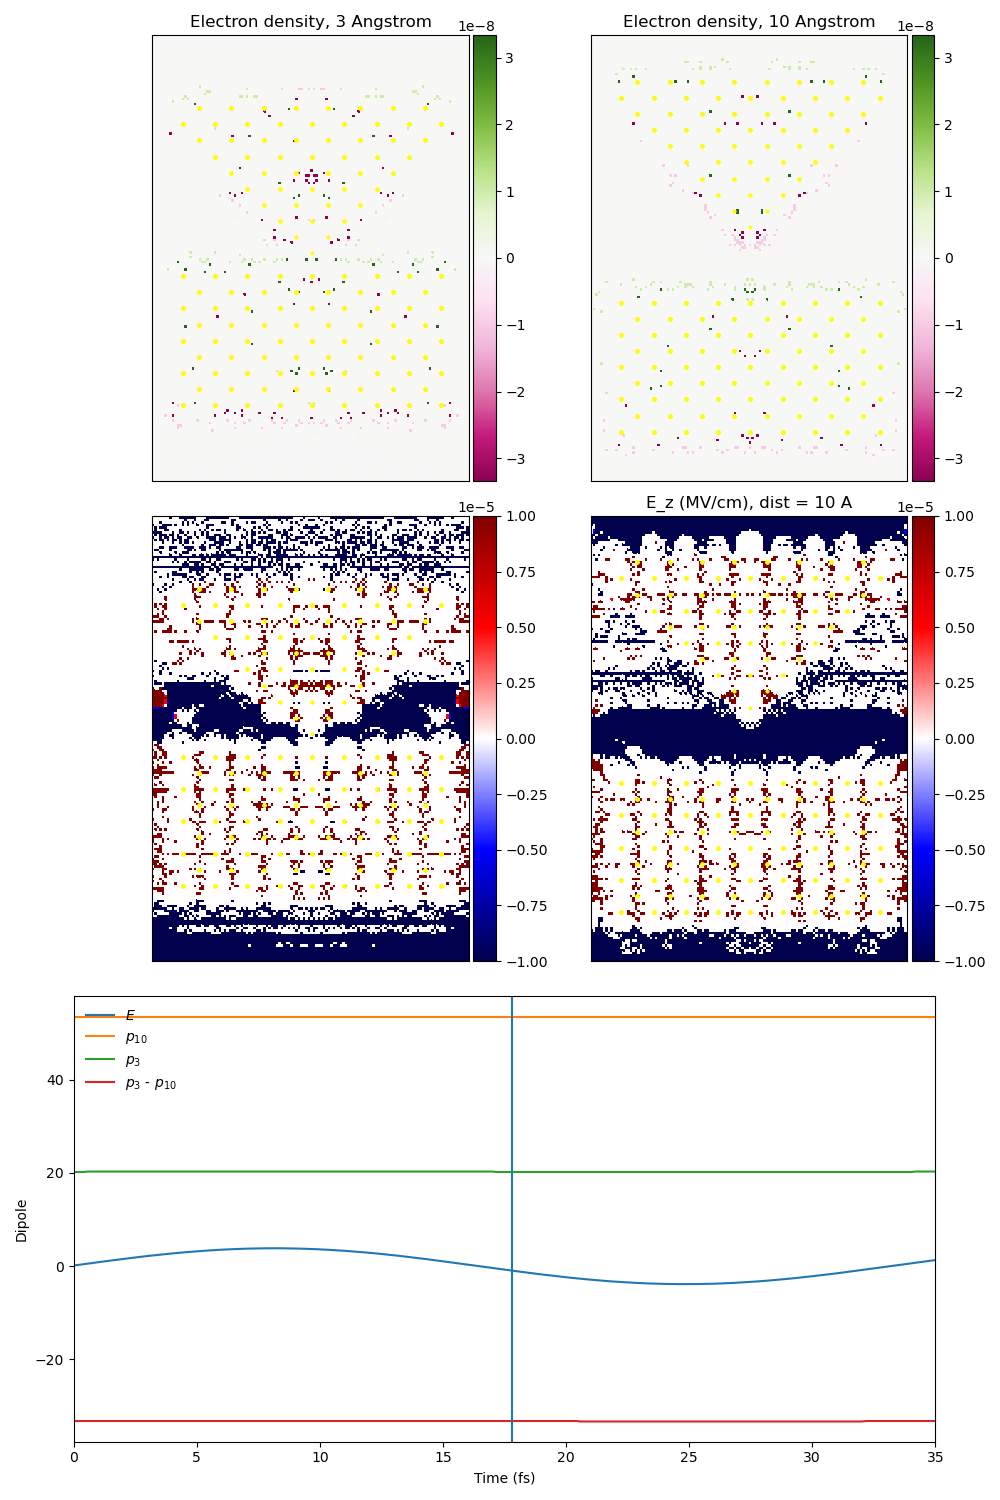 Electron density, 3 Angstrom
1e−8
3
2
1
0
−1
−2
−3
Electron density, 10 Angstrom
1e−8
3
2
1
0
−1
−2
−3
1e−5
1.00
0.75
0.50
0.25
0.00
−0.25
−0.50
−0.75
−1.00
E_z (MV/cm), dist = 10 A
1e−5
1.00
0.75
0.50
0.25
0.00
−0.25
−0.50
−0.75
−1.00
E
p10
p3
p3 - p10
40
20
0
−20
Dipole
0 5 10 15 20 25 30 35
Time (fs)